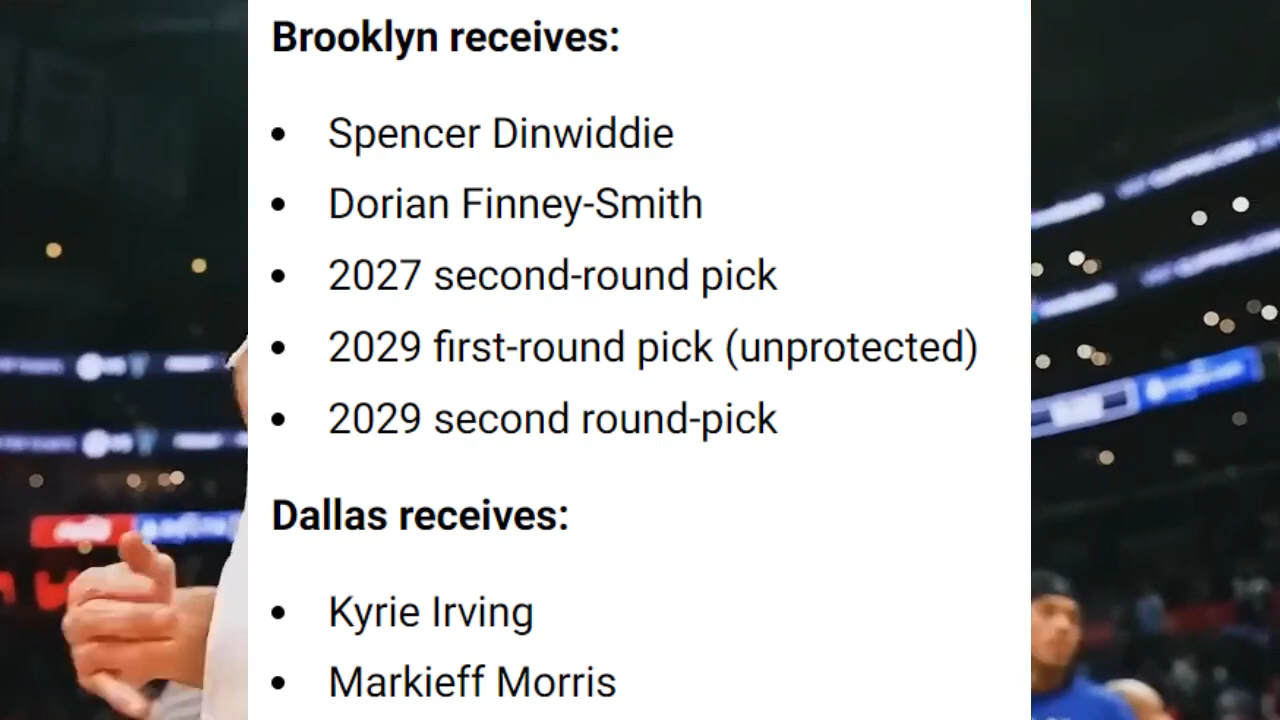 Brooklyn receives:
• Spencer Dinwiddie
• Dorian Finney-Smith
• 2027 second-round pick
• 2029 first-round pick (unprotected)
• 2029 second round-pick
Dallas receives:
• Kyrie Irving
• Markieff Morris